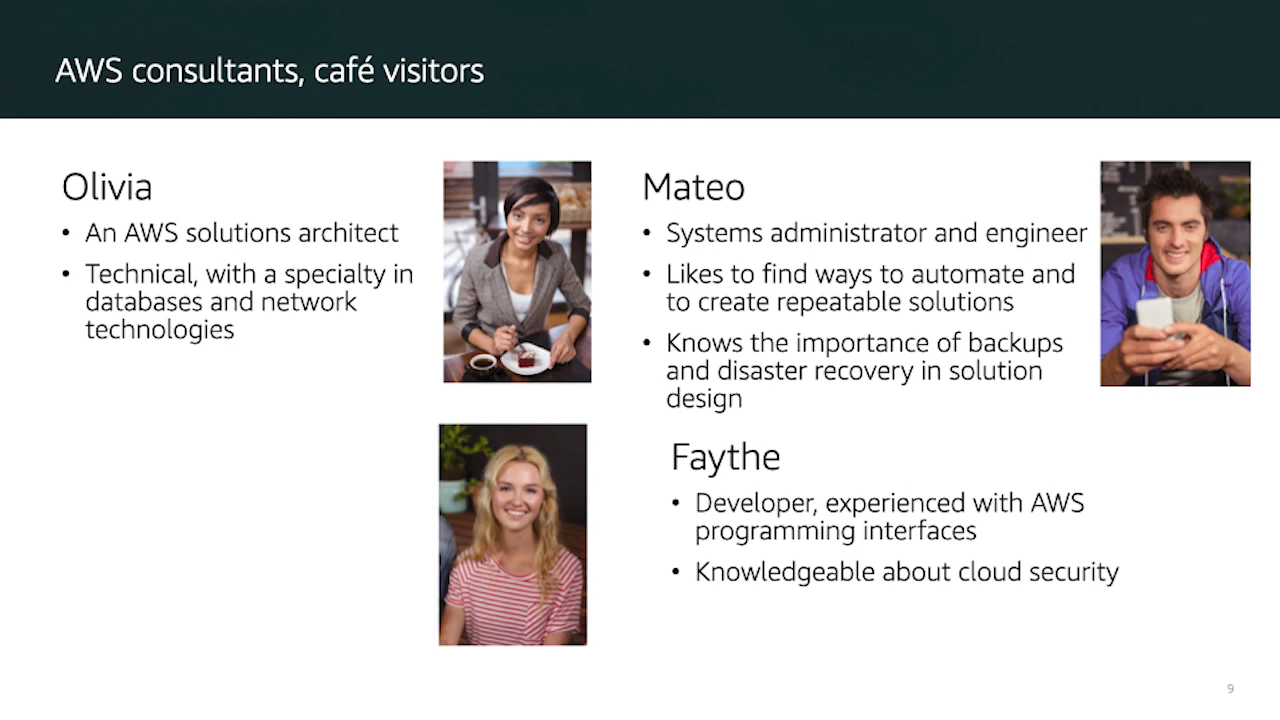 AWS consultants, café visitors
Olivia
• An AWS solutions architect
• Technical, with a specialty in
databases and network
technologies
Mateo
• Systems administrator and engineer
• Likes to find ways to automate and
to create repeatable solutions
• Knows the importance of backups
and disaster recovery in solution
design
Faythe
• Developer, experienced with AWS
programming interfaces
• Knowledgeable about cloud security
9